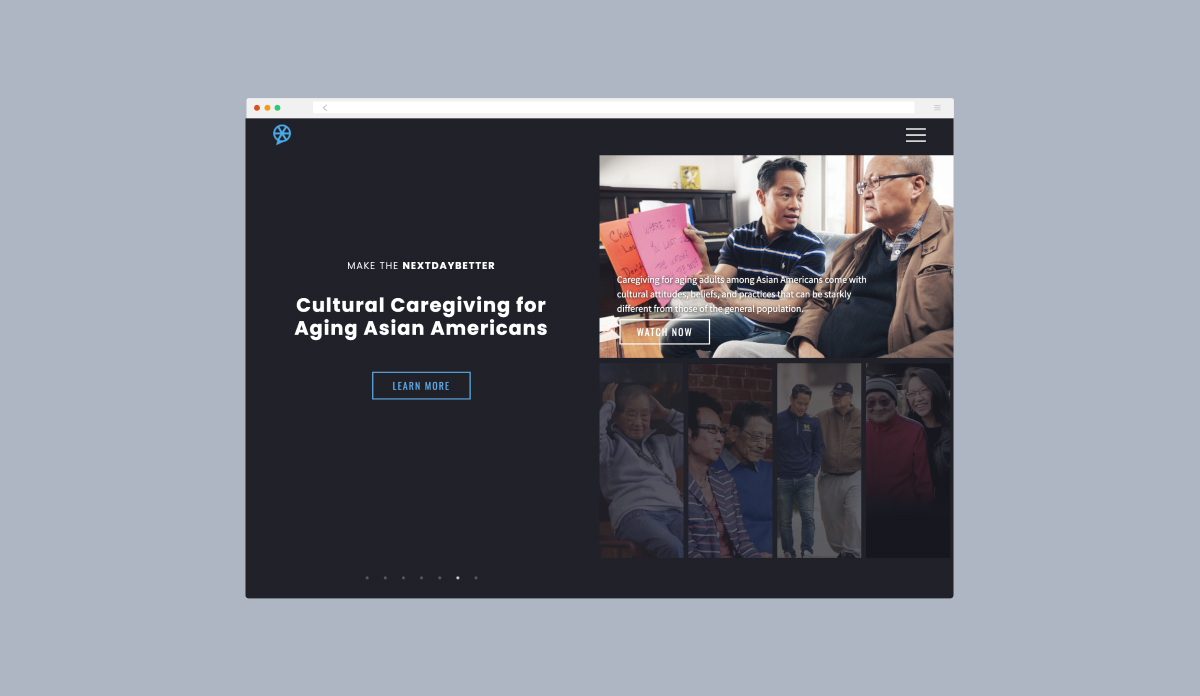 MAKE THE NEXTDAYBETTER
Cultural Caregiving for
Aging Asian Americans
LEARN MORE
Caregiving for aging adults among Asian Americans come with
cultural attitudes, beliefs, and practices that can be starkly
different from those of the general population.
WATCH NOW